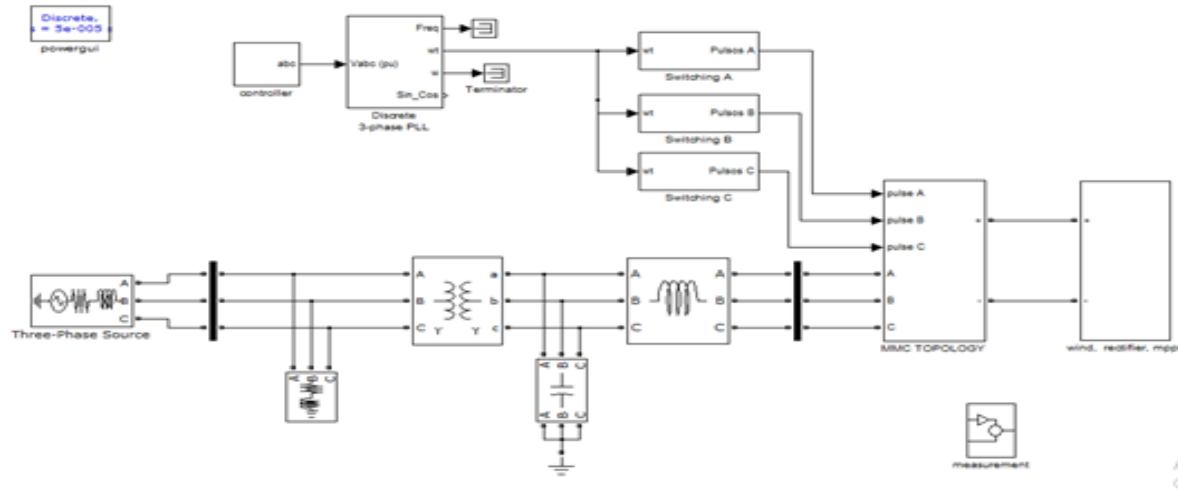 Discrete,
= 5e-005
powergui
abc
controller
Vabc (pu)
Freq
wt
w
Sin_Cos
Discrete
3-phase PLL
Terminator
wt
Pulsos A
Switching A
wt
Pulsos B
Switching B
wt
Pulsos C
Switching C
pulse A
pulse B
pulse C
A
B
C
+
-
MMC TOPOLOGY
+
-
wind, rectifier, mpp
A
B
C
Three-Phase Source
A
B
C
Y
Y
a
b
c
A
B
C
A
B
C
A B C
A B C
A B C
measurement